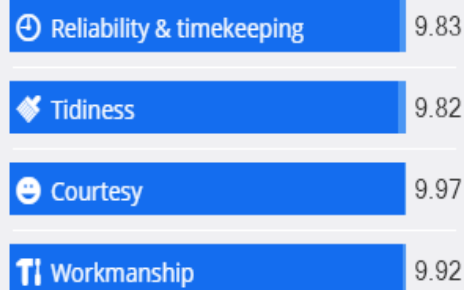 Reliability & timekeeping 9.83
Tidiness 9.82
Courtesy 9.97
Workmanship 9.92